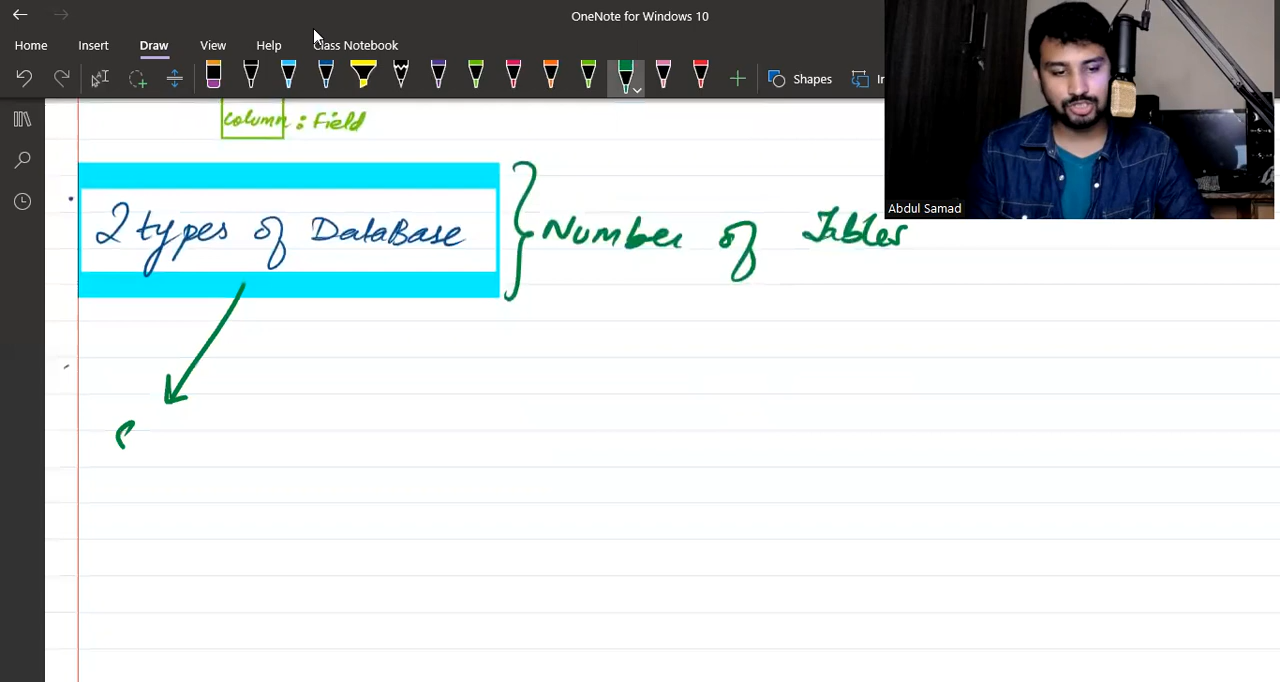 OneNote for Windows 10
Home Insert Draw View Help Class Notebook
Shapes In
Abdul Samad
Column : Field
2 types of DataBase } Number of Tables